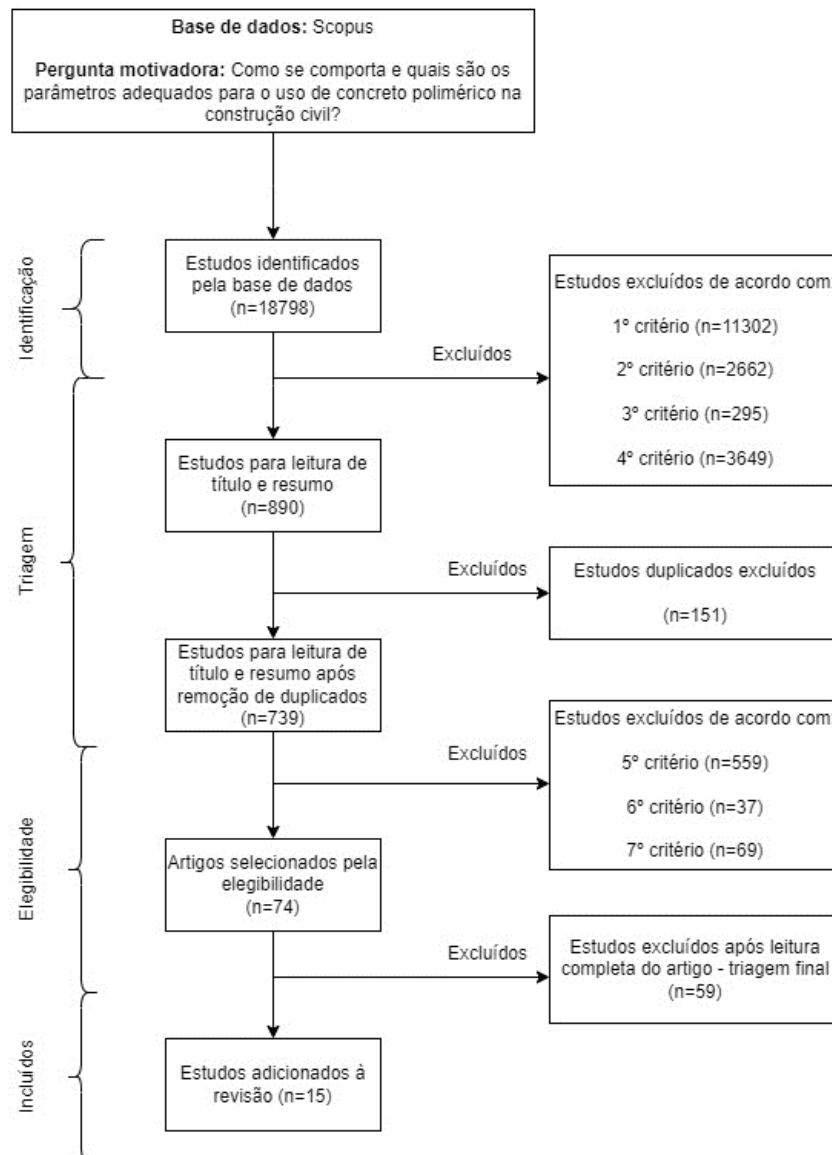 Base de dados: Scopus
Pergunta motivadora: Como se comporta e quais são os
parâmetros adequados para o uso de concreto polimérico na
construção civil?
Identificação
Estudos identificados
pela base de dados
(n=18798)
Excluídos
Estudos excluídos de acordo com:
1º critério (n=11302)
2º critério (n=2662)
3º critério (n=295)
4º critério (n=3649)
Triagem
Estudos para leitura de
título e resumo
(n=890)
Excluídos
Estudos duplicados excluídos
(n=151)
Estudos para leitura de
título e resumo após
remoção de duplicados
(n=739)
Excluídos
Estudos excluídos de acordo com:
5º critério (n=559)
6º critério (n=37)
7º critério (n=69)
Elegibilidade
Artigos selecionados pela
elegibilidade
(n=74)
Excluídos
Estudos excluídos após leitura
completa do artigo - triagem final
(n=59)
Incluídos
Estudos adicionados à
revisão (n=15)